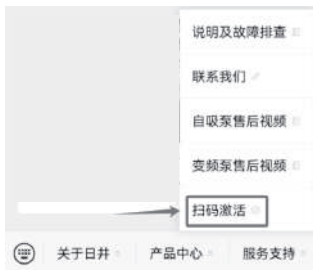 说明及故障排查
联系我们
自吸泵售后视频
变频泵售后视频
扫码激活
关于日井 产品中心 服务支持